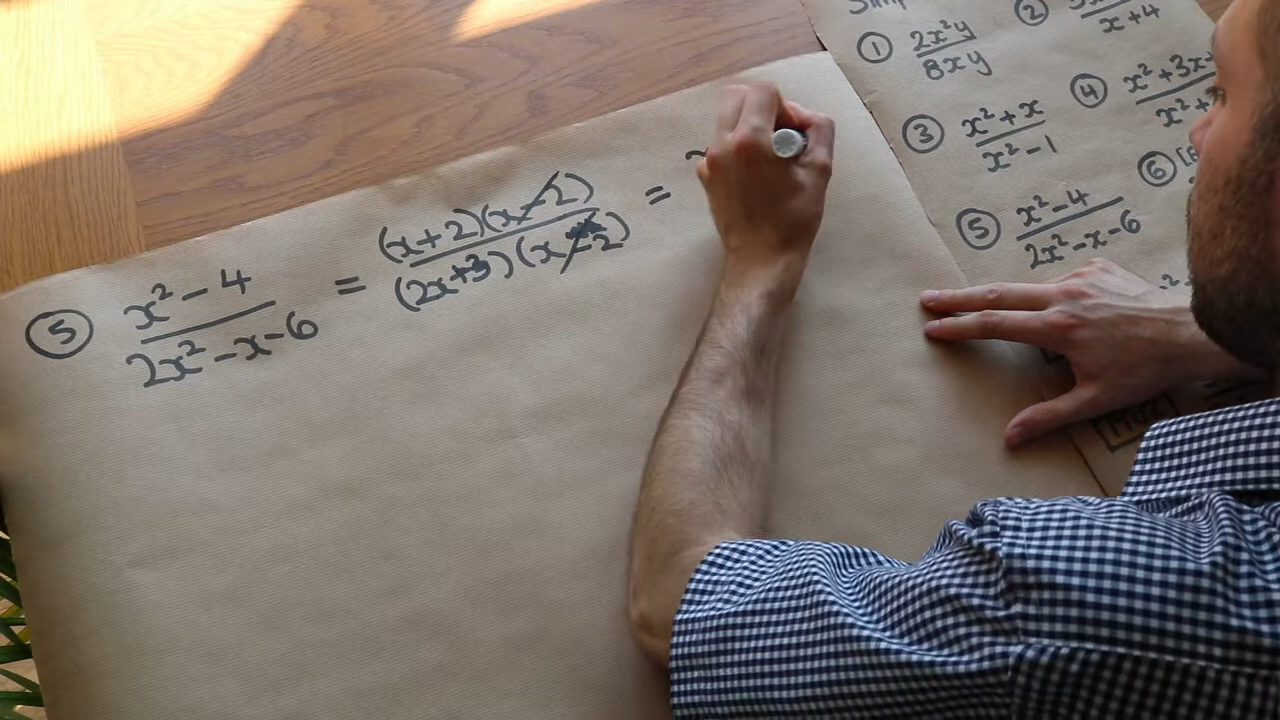 ⑤ x² - 4 / 2x² - x - 6 = (x+2)(x-2) / (2x+3)(x-2) =
① 2x²y / 8xy
②  / x+4
③ x² + x / x² - 1
④ x² + 3x+ / x² +
⑤ x² - 4 / 2x² - x - 6
⑥ [